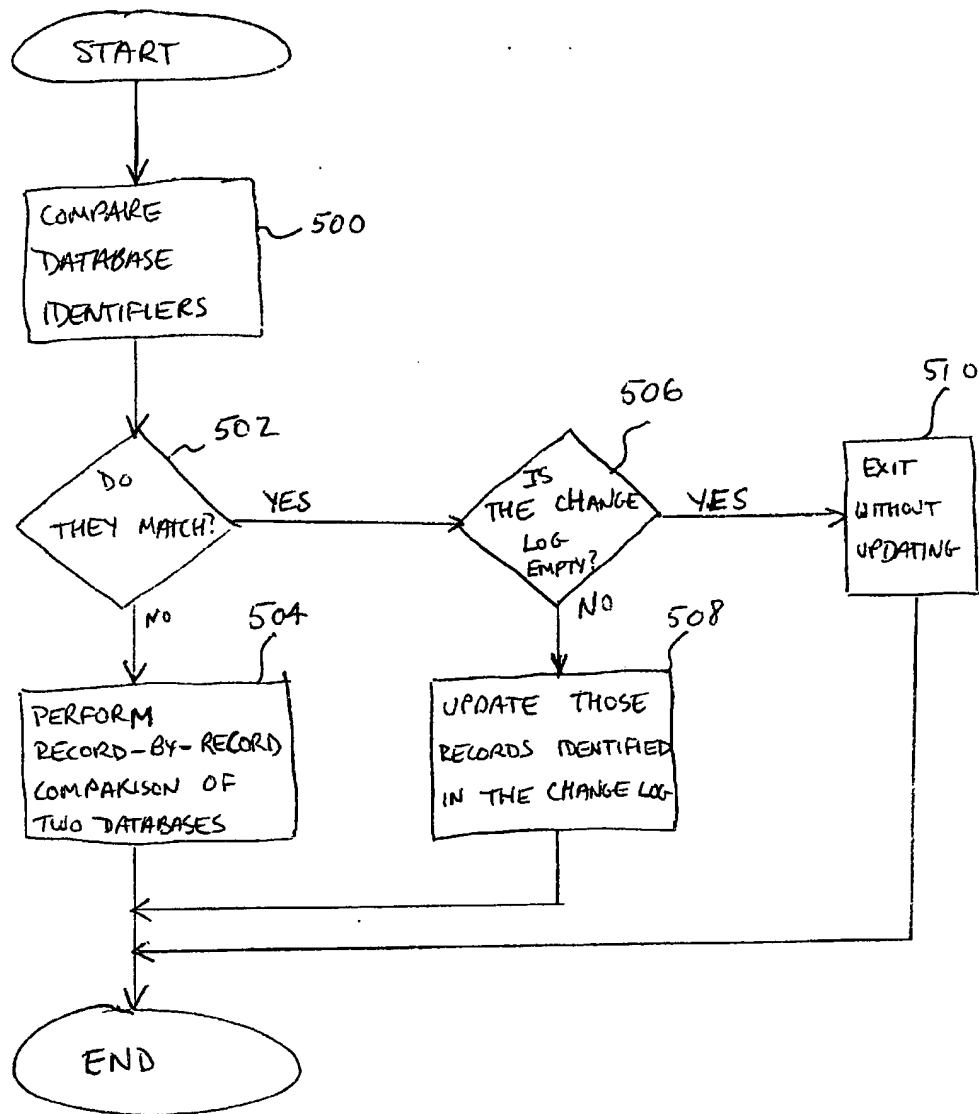 START
COMPARE
DATABASE
IDENTIFIERS
500
502
DO
THEY MATCH?
YES
NO
506
IS
THE CHANGE
LOG
EMPTY?
YES
NO
510
EXIT
WITHOUT
UPDATING
504
PERFORM
RECORD-BY-RECORD
COMPARISON OF
TWO DATABASES
508
UPDATE THOSE
RECORDS IDENTIFIED
IN THE CHANGE LOG
END